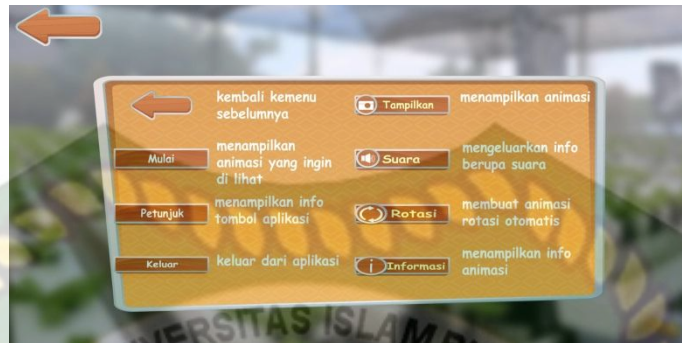 kembali kemenu
sebelumnya
Mulai
menampilkan
animasi yang ingin
di lihat
Petunjuk
menampilkan info
tombol aplikasi
Keluar
keluar dari aplikasi
Tampilkan
menampilkan animasi
Suara
mengeluarkan info
berupa suara
Rotasi
membuat animasi
rotasi otomatis
Informasi
menampilkan info
animasi
VERSITAS ISLAM